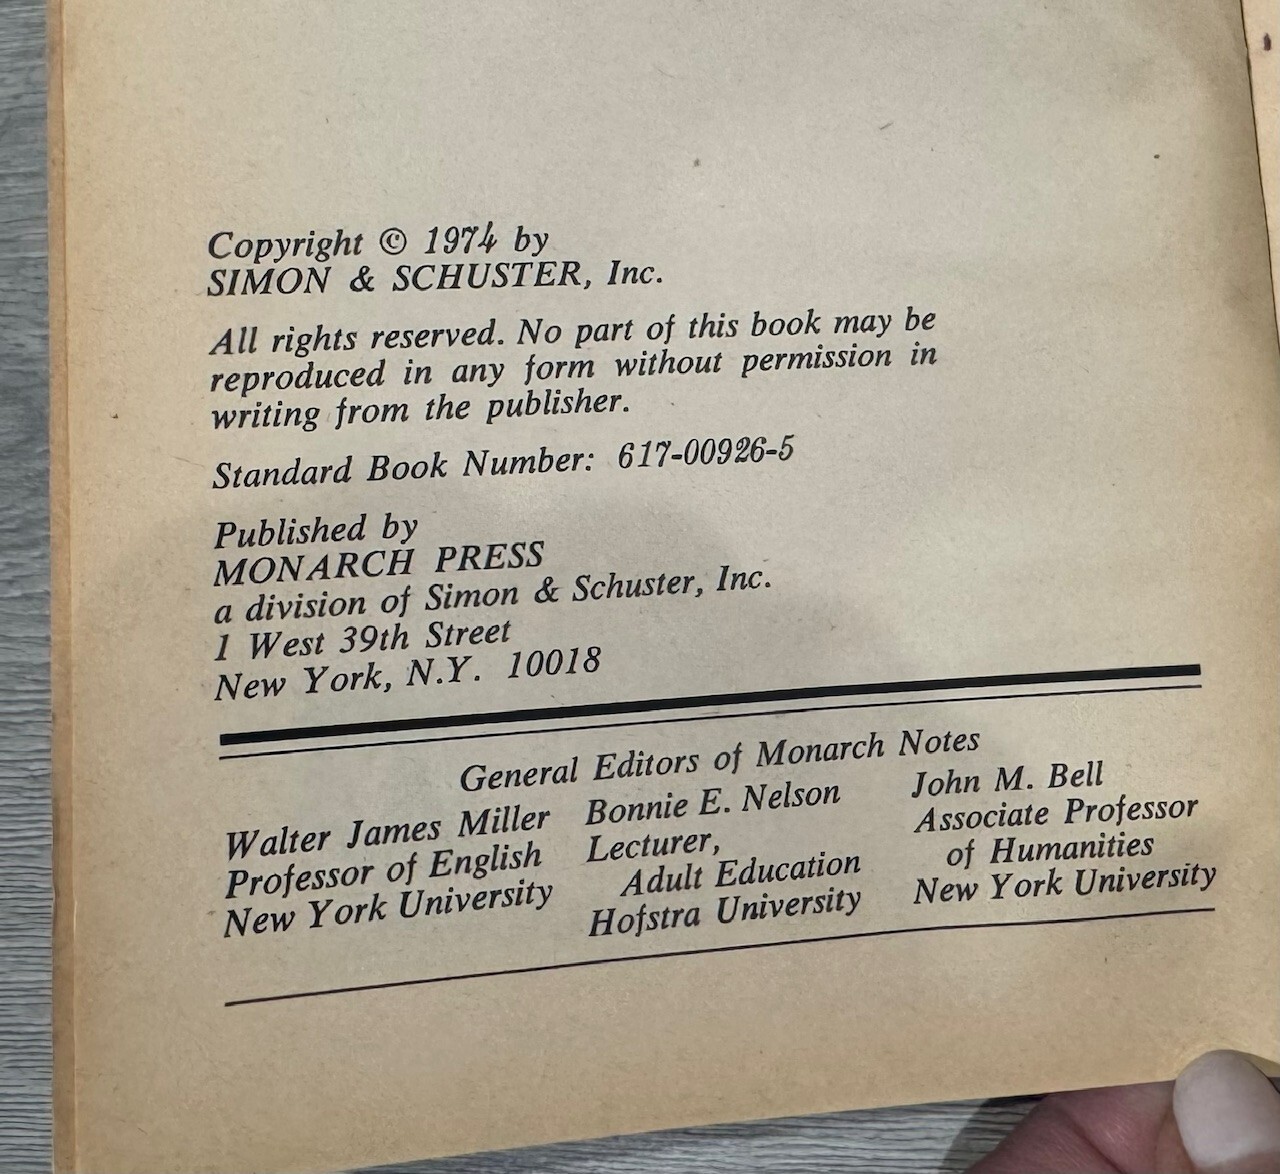 Copyright © 1974 by
SIMON & SCHUSTER, Inc.
All rights reserved. No part of this book may be
reproduced in any form without permission in
writing from the publisher.
Standard Book Number: 617-00926-5
Published by
MONARCH PRESS
a division of Simon & Schuster, Inc.
1 West 39th Street
New York, N.Y. 10018
General Editors of Monarch Notes
Walter James Miller
Professor of English
New York University
Bonnie E. Nelson
Lecturer,
Adult Education
Hofstra University
John M. Bell
Associate Professor
of Humanities
New York University